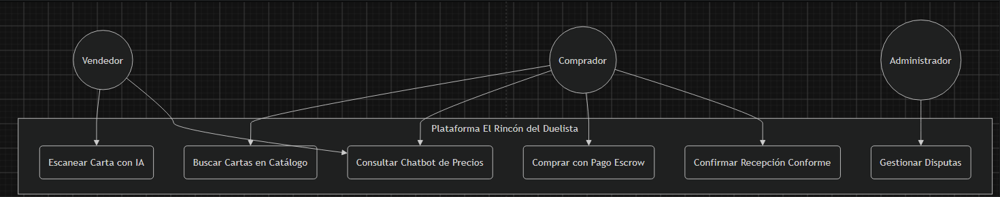 Vendedor
Comprador
Administrador
Plataforma El Rincón del Duelista
Escanear Carta con IA
Buscar Cartas en Catálogo
Consultar Chatbot de Precios
Comprar con Pago Escrow
Confirmar Recepción Conforme
Gestionar Disputas